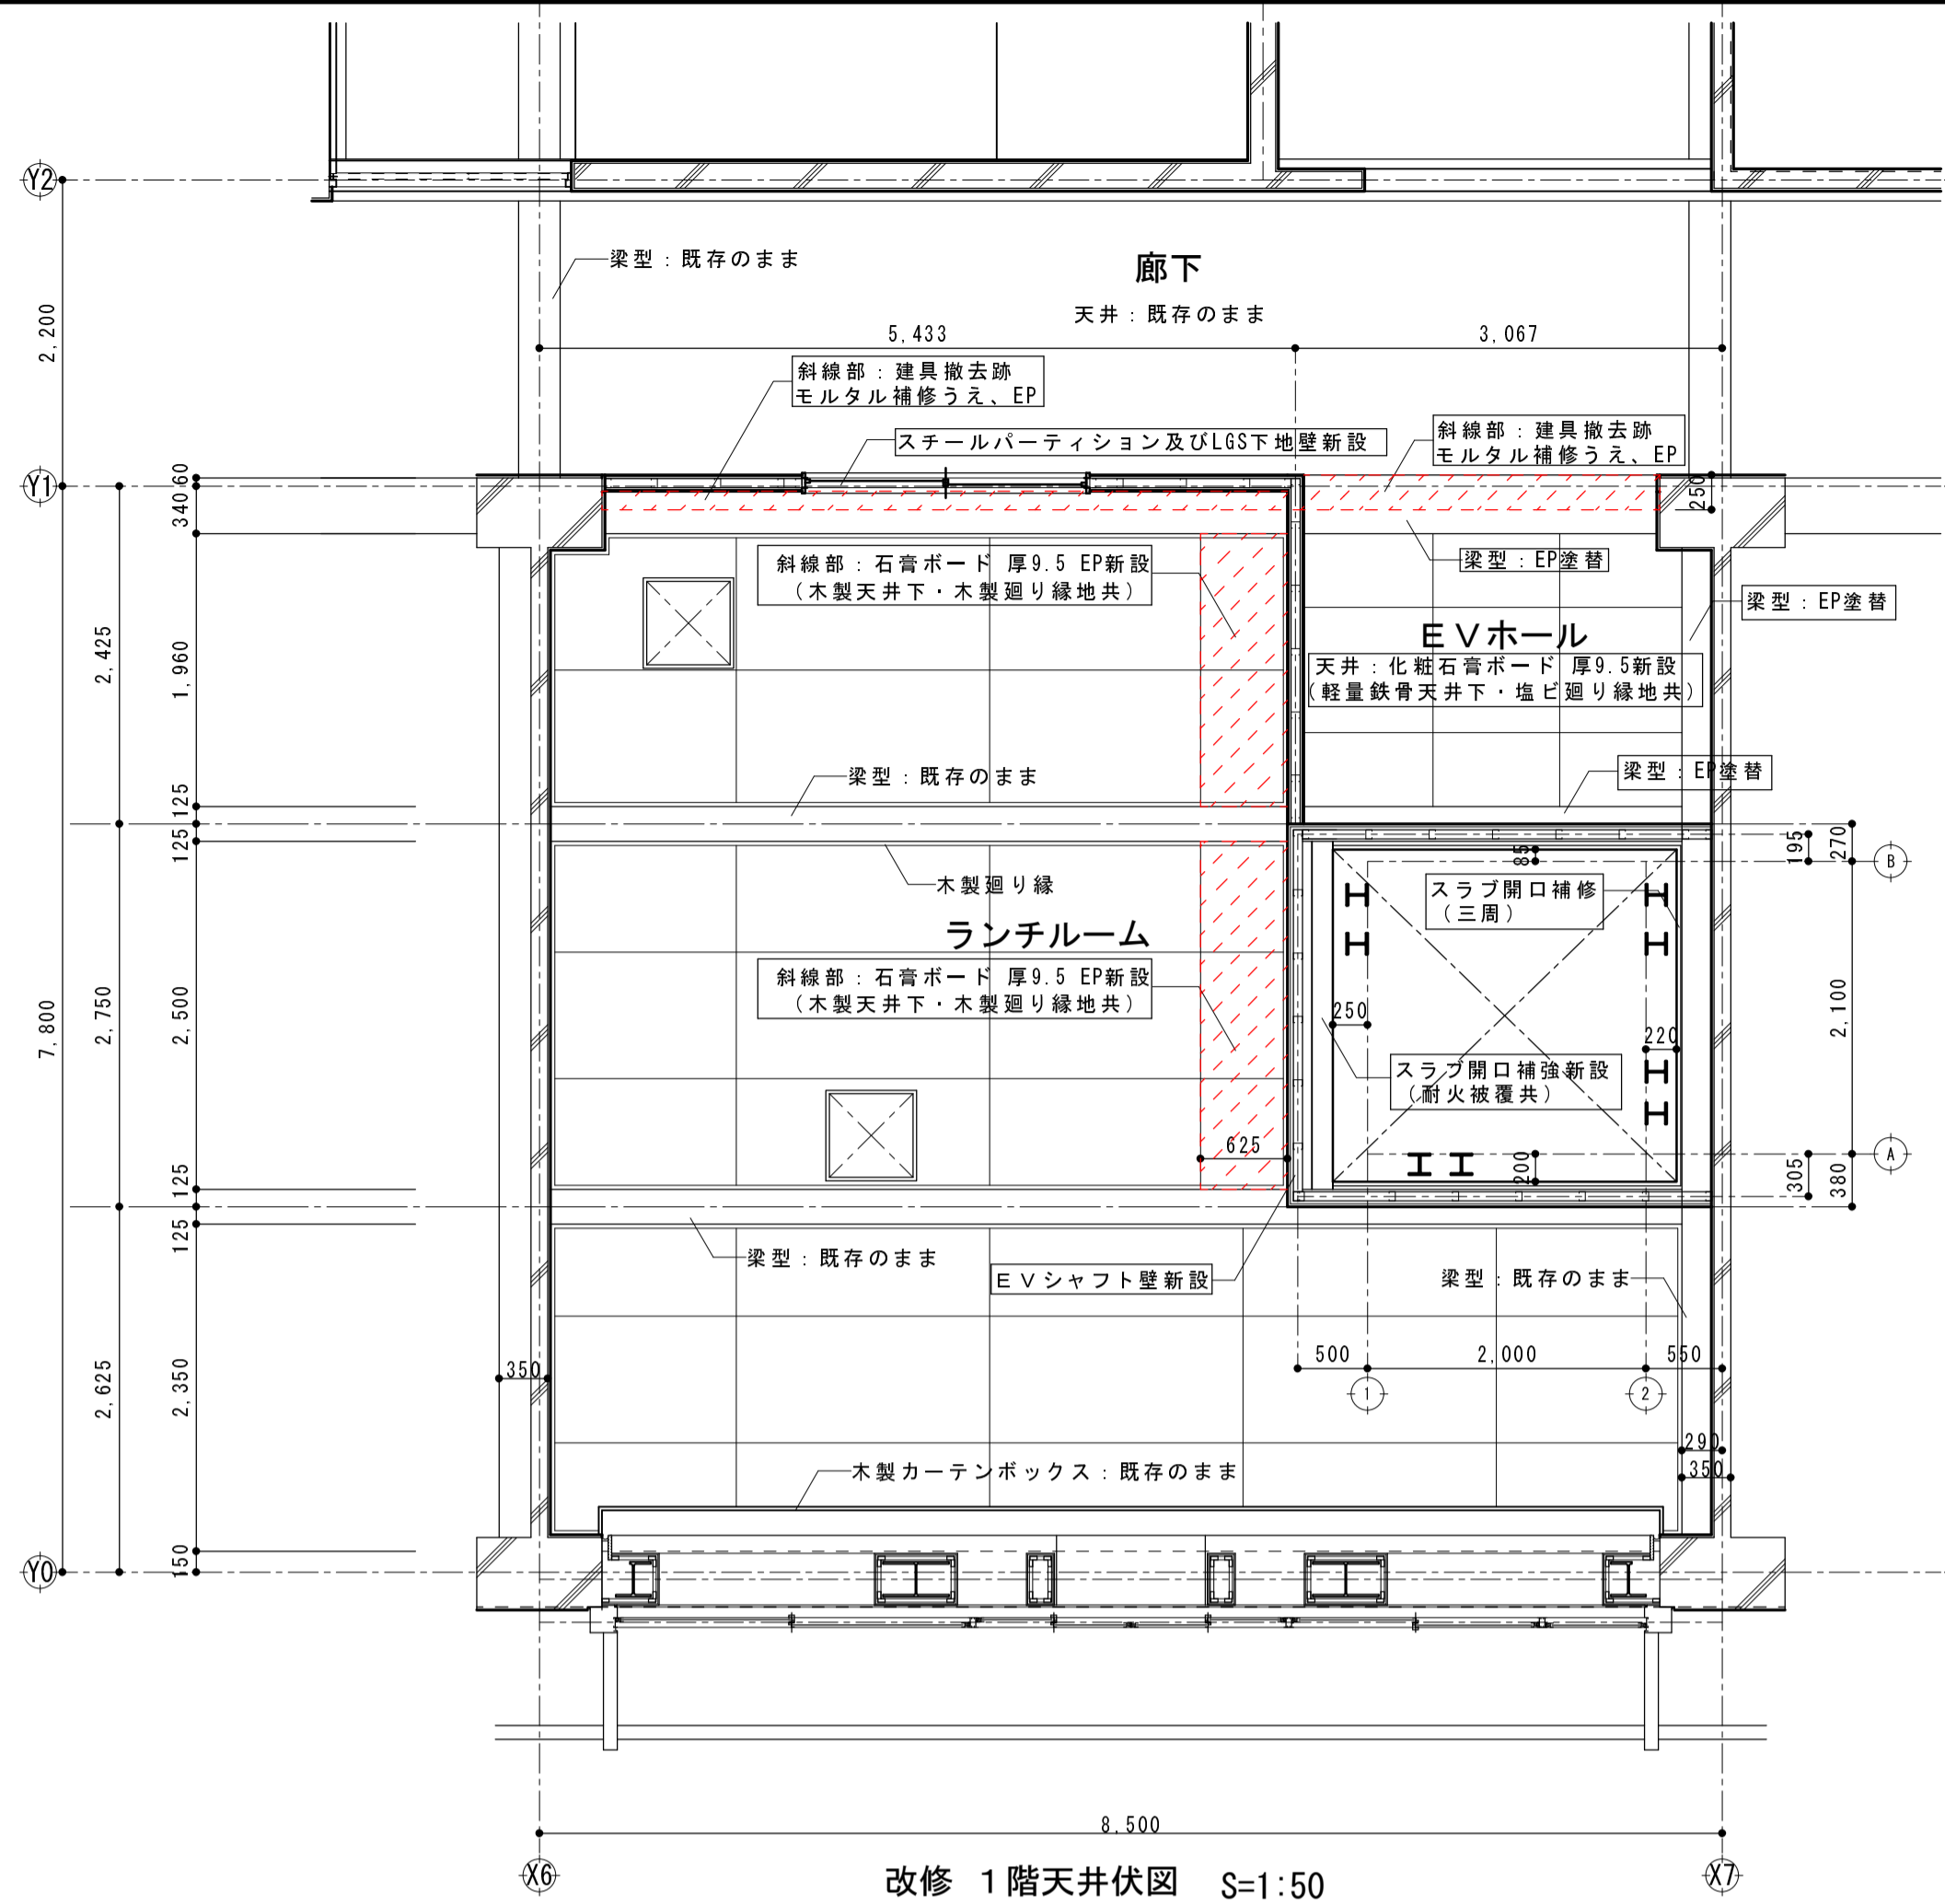 Y2
梁型：既存のまま
廊下
天井：既存のまま
2,200
5,433
3,067
斜線部：建具撤去跡
モルタル補修うえ、EP
スチールパーティション及びLGS下地壁新設
斜線部：建具撤去跡
モルタル補修うえ、EP
Y1
60
340
250
梁型：EP塗替
斜線部：石膏ボード 厚9.5 EP新設
（木製天井下・木製廻り縁地共）
梁型：EP塗替
2,425
1,960
EVホール
天井：化粧石膏ボード 厚9.5新設
（軽量鉄骨天井下・塩ビ廻り縁地共）
梁型：既存のまま
梁型：EP塗替
125
125
195
270
85
B
木製廻り縁
スラブ開口補修
（三周）
ランチルーム
斜線部：石膏ボード 厚9.5 EP新設
（木製天井下・木製廻り縁地共）
7,800
2,750
2,500
250
220
2,100
スラブ開口補強新設
（耐火被覆共）
625
200
A
305
380
125
125
梁型：既存のまま
EVシャフト壁新設
梁型：既存のまま
2,625
2,350
350
500
2,000
550
1
2
290
350
木製カーテンボックス：既存のまま
150
Y0
8,500
X6
X7
改修 1階天井伏図 S=1:50